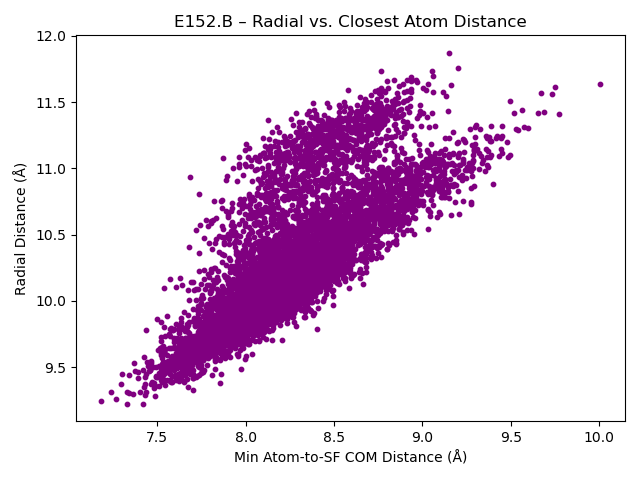 E152.B – Radial vs. Closest Atom Distance
12.0
11.5
11.0
10.5
10.0
9.5
Radial Distance (Å)
7.5 8.0 8.5 9.0 9.5 10.0
Min Atom-to-SF COM Distance (Å)